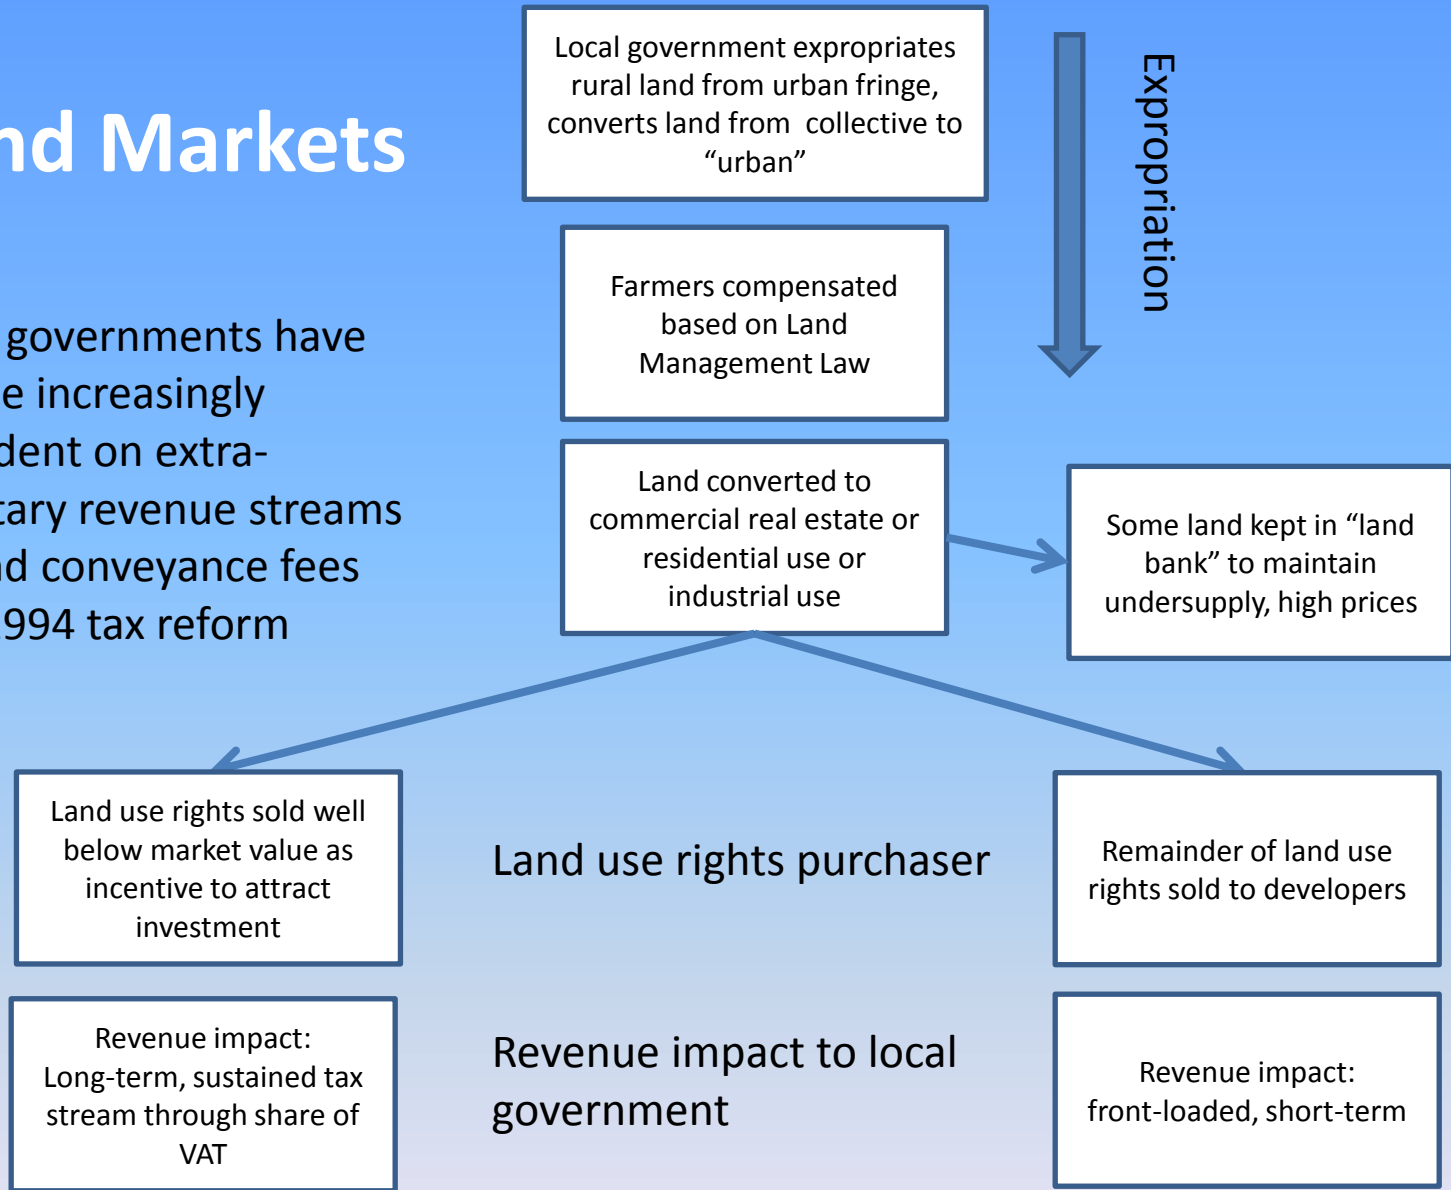 nd Markets
governments have
e increasingly
dent on extra-
tary revenue streams
nd conveyance fees
1994 tax reform
Local government expropriates
rural land from urban fringe,
converts land from  collective to
“urban”
Expropriation
Farmers compensated
based on Land
Management Law
Land converted to
commercial real estate or
residential use or
industrial use
Some land kept in “land
bank” to maintain
undersupply, high prices
Land use rights sold well
below market value as
incentive to attract
investment
Land use rights purchaser
Remainder of land use
rights sold to developers
Revenue impact:
Long-term, sustained tax
stream through share of
VAT
Revenue impact to local
government
Revenue impact:
front-loaded, short-term